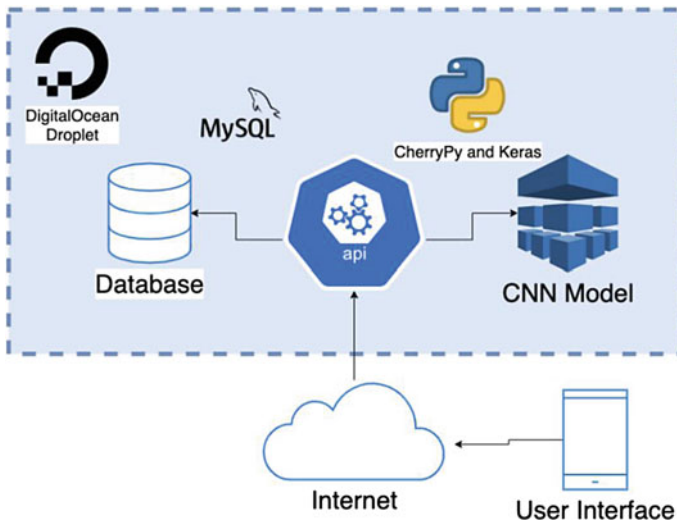 DigitalOcean
Droplet
MySQL
CherryPy and Keras
api
Database
CNN Model
Internet
User Interface